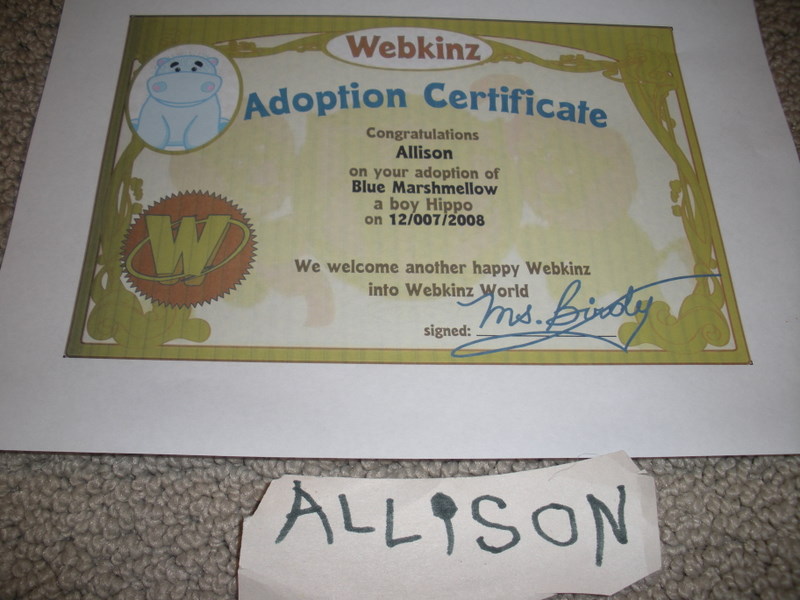 Webkinz
Adoption Certificate
Congratulations
Allison
on your adoption of
Blue Marshmellow
a boy Hippo
on 12/007/2008
W
We welcome another happy Webkinz
into Webkinz World
signed: Ms. Birdy
ALLISON